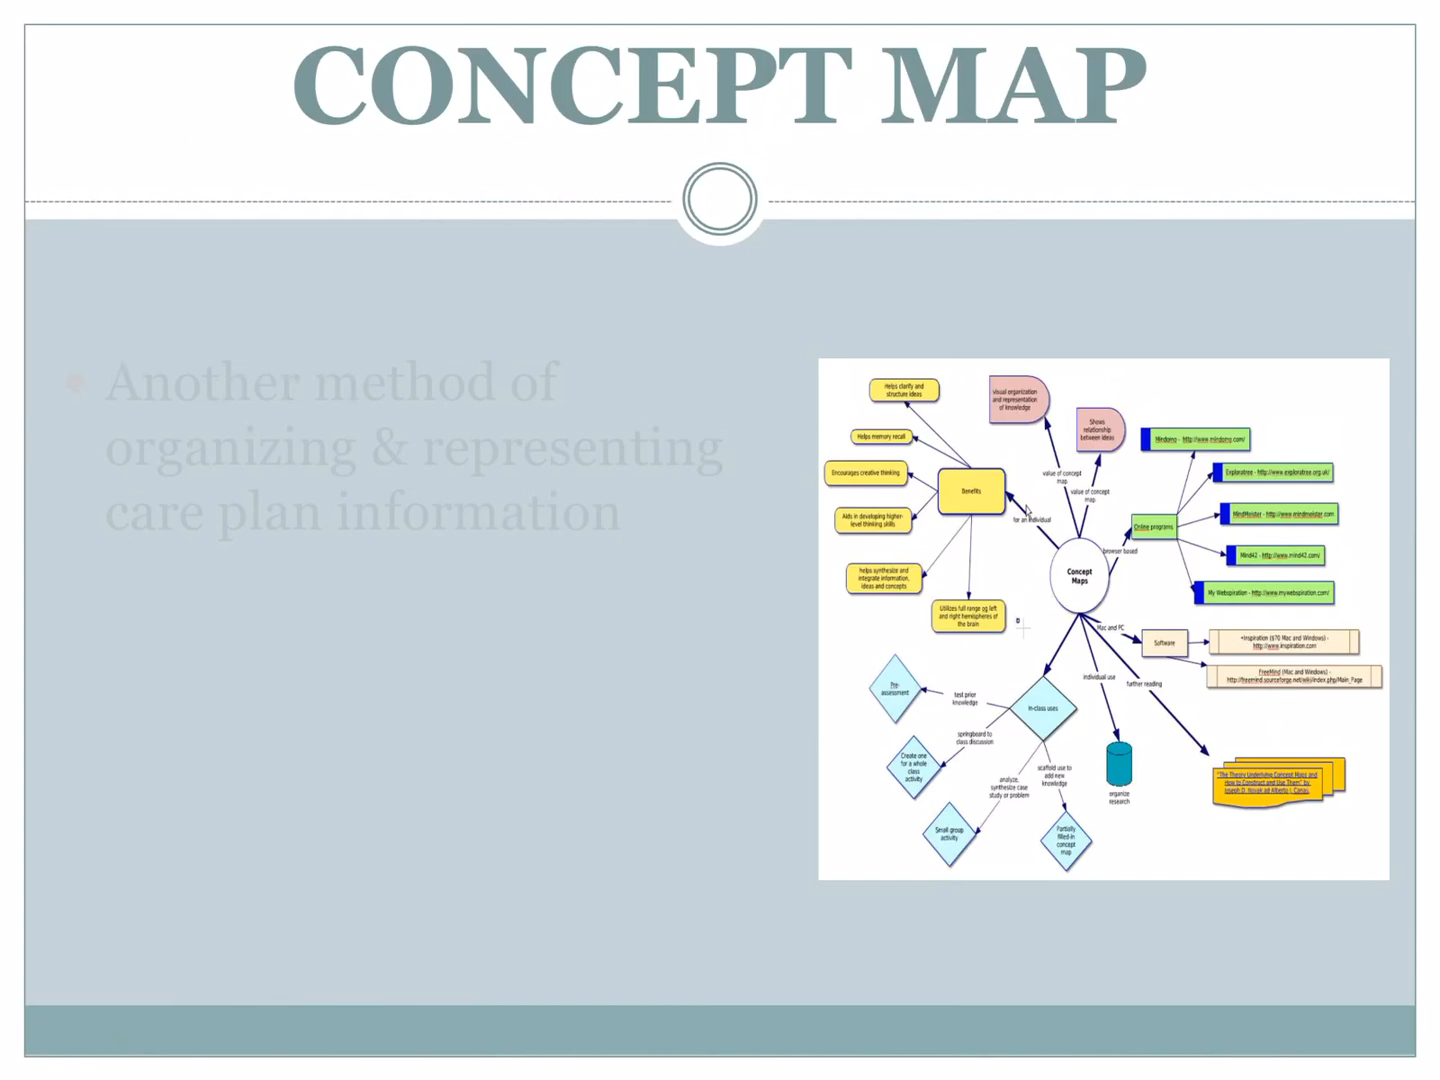 CONCEPT MAP
Another method of
organizing & representing
care plan information
Helps clarify and
structure ideas
Helps memory recall
Encourages creative thinking
Aids in developing higher-
level thinking skills
helps synthesize and
integrate information,
ideas and concepts
Utilizes full range og left
and right hemispheres of
the brain
Benefits
for an individual
visual organization
and representation
of knowledge
Shows
relationship
between ideas
value of concept
map
value of concept
map
Concept
Maps
browser based
Online programs
Mindomo - http://www.mindomo.com/
Exploratree - http://www.exploratree.org.uk/
MindMeister - http://www.mindmeister.com
Mind42 - http://www.mind42.com/
My Webspiration - http://www.mywebspiration.com/
Mac and PC
Software
+Inspiration ($70 Mac and Windows) -
http://www.inspiration.com
FreeMind (Mac and Windows) -
http://freemind.sourceforge.net/wiki/index.php/Main_Page
individual use
further reading
organize
research
"The Theory Underlying Concept Maps and
How to Construct and Use Them" by
Joseph D. Novak ad Alberto J. Canas.
In-class uses
test prior
knowledge
Pre-
assessment
springboard to
class discussion
Create one
for a whole
class
activity
analyze,
synthesize case
study or problem
Small group
activity
scaffold use to
add new
knowledge
Partially
filled-in
concept
map